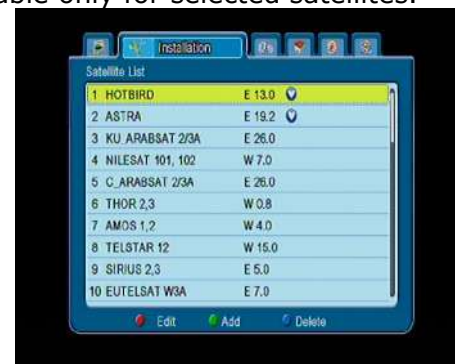 able only for selected satellites.
Installation
Satellite List
1 HOTBIRD E 13.0
2 ASTRA E 19.2
3 KU_ARABSAT 2/3A E 26.0
4 NILESAT 101, 102 W 7.0
5 C_ARABSAT 2/3A E 26.0
6 THOR 2,3 W 0.8
7 AMOS 1,2 W 4.0
8 TELSTAR 12 W 15.0
9 SIRIUS 2,3 E 5.0
10 EUTELSAT W3A E 7.0
Edit Add Delete